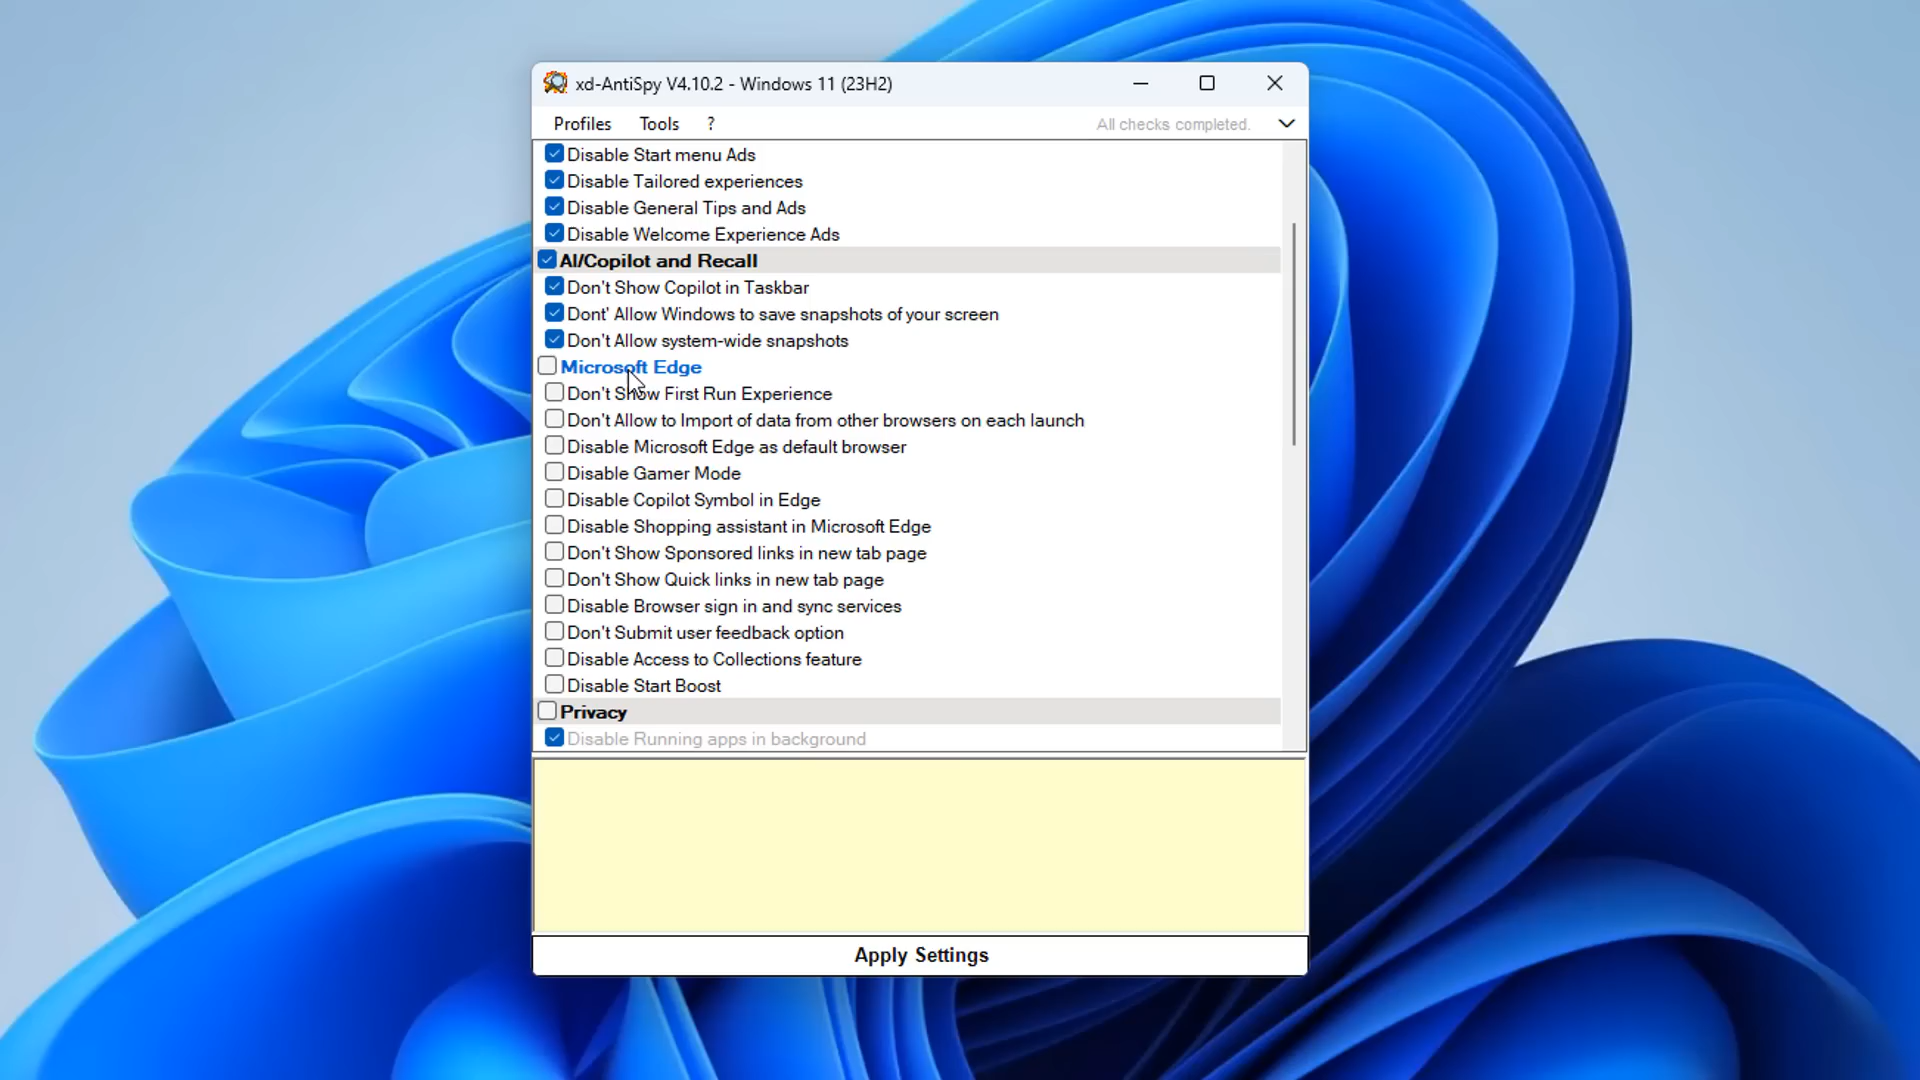 xd-AntiSpy V4.10.2 - Windows 11 (23H2)
Profiles Tools ? All checks completed.
Disable Start menu Ads
Disable Tailored experiences
Disable General Tips and Ads
Disable Welcome Experience Ads
AI/Copilot and Recall
Don't Show Copilot in Taskbar
Dont' Allow Windows to save snapshots of your screen
Don't Allow system-wide snapshots
Microsoft Edge
Don't Show First Run Experience
Don't Allow to Import of data from other browsers on each launch
Disable Microsoft Edge as default browser
Disable Gamer Mode
Disable Copilot Symbol in Edge
Disable Shopping assistant in Microsoft Edge
Don't Show Sponsored links in new tab page
Don't Show Quick links in new tab page
Disable Browser sign in and sync services
Don't Submit user feedback option
Disable Access to Collections feature
Disable Start Boost
Privacy
Disable Running apps in background
Apply Settings